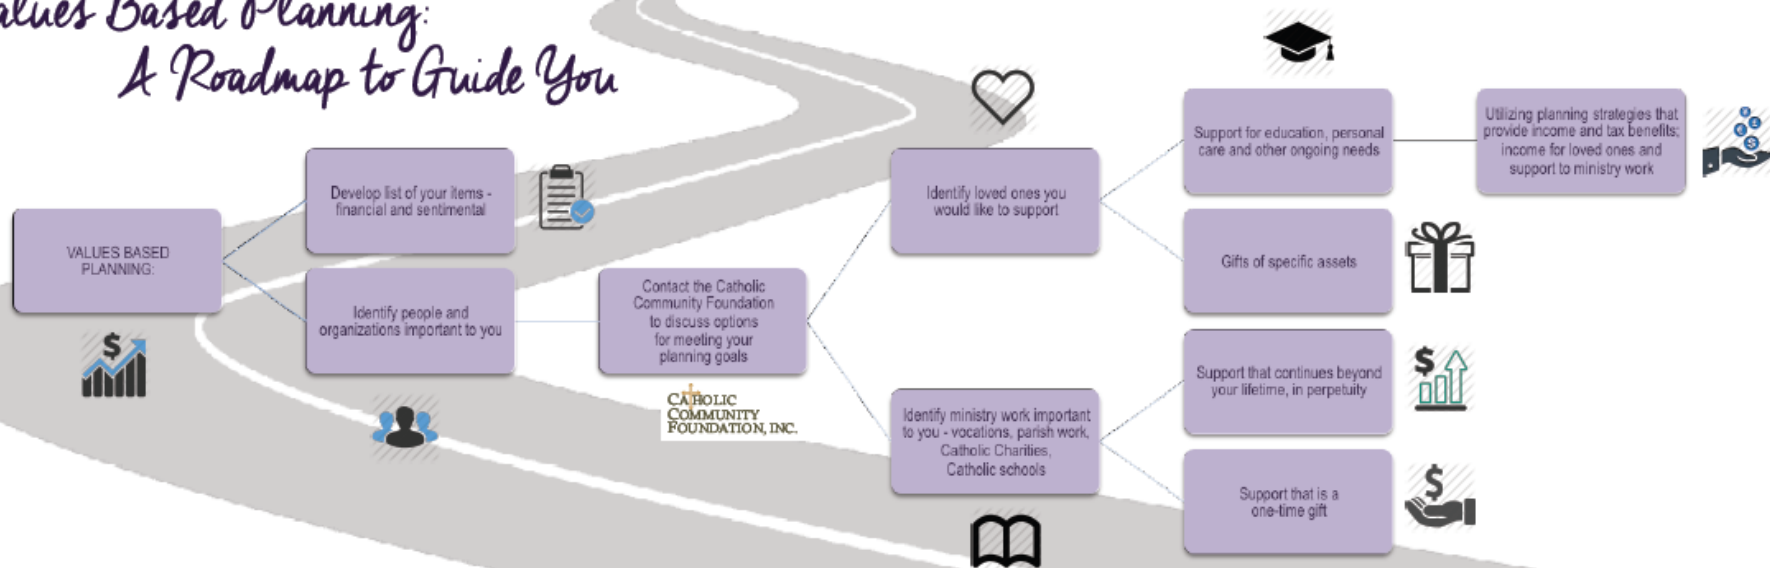 alues Based Planning:
A Roadmap to Guide You
VALUES BASED
PLANNING:
Develop list of your items -
financial and sentimental
Identify people and
organizations important to you
Contact the Catholic
Community Foundation
to discuss options
for meeting your
planning goals
CATHOLIC
COMMUNITY
FOUNDATION, INC.
Identify loved ones you
would like to support
Identify ministry work important
to you - vocations, parish work,
Catholic Charities,
Catholic schools
Support for education, personal
care and other ongoing needs
Gifts of specific assets
Support that continues beyond
your lifetime, in perpetuity
Support that is a
one-time gift
Utilizing planning strategies that
provide income and tax benefits;
income for loved ones and
support to ministry work